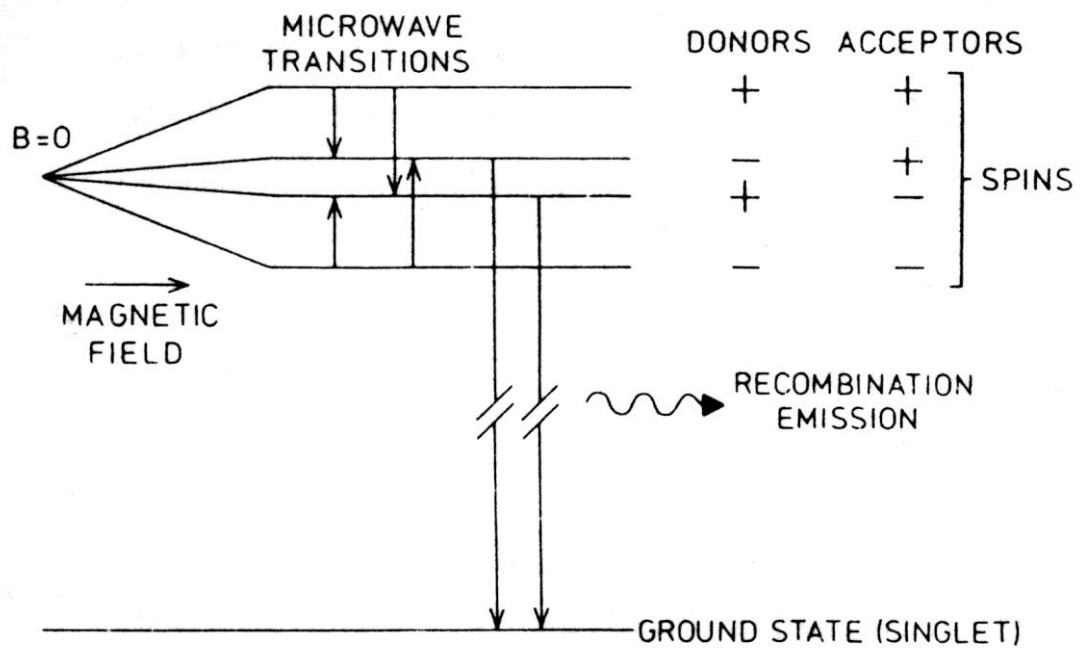 MICROWAVE
TRANSITIONS
DONORS ACCEPTORS
B=0
+ +
- +
+ -
- -
SPINS
MAGNETIC
FIELD
RECOMBINATION
EMISSION
GROUND STATE (SINGLET)